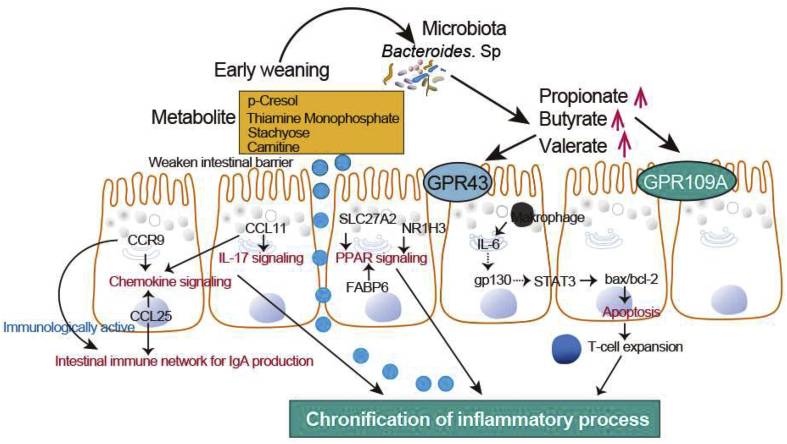 Microbiota
Bacteroides. Sp
Early weaning
Metabolite
p-Cresol
Thiamine Monophosphate
Stachyose
Carnitine
Propionate
Butyrate
Valerate
Weaken intestinal barrier
GPR43
GPR109A
CCR9
CCL11
SLC27A2
NR1H3
Makrophage
IL-6
IL-17 signaling
PPAR signaling
Chemokine signaling
gp130
STAT3
bax/bcl-2
FABP6
CCL25
Apoptosis
Immunologically active
T-cell expansion
Intestinal immune network for IgA production
Chronification of inflammatory process